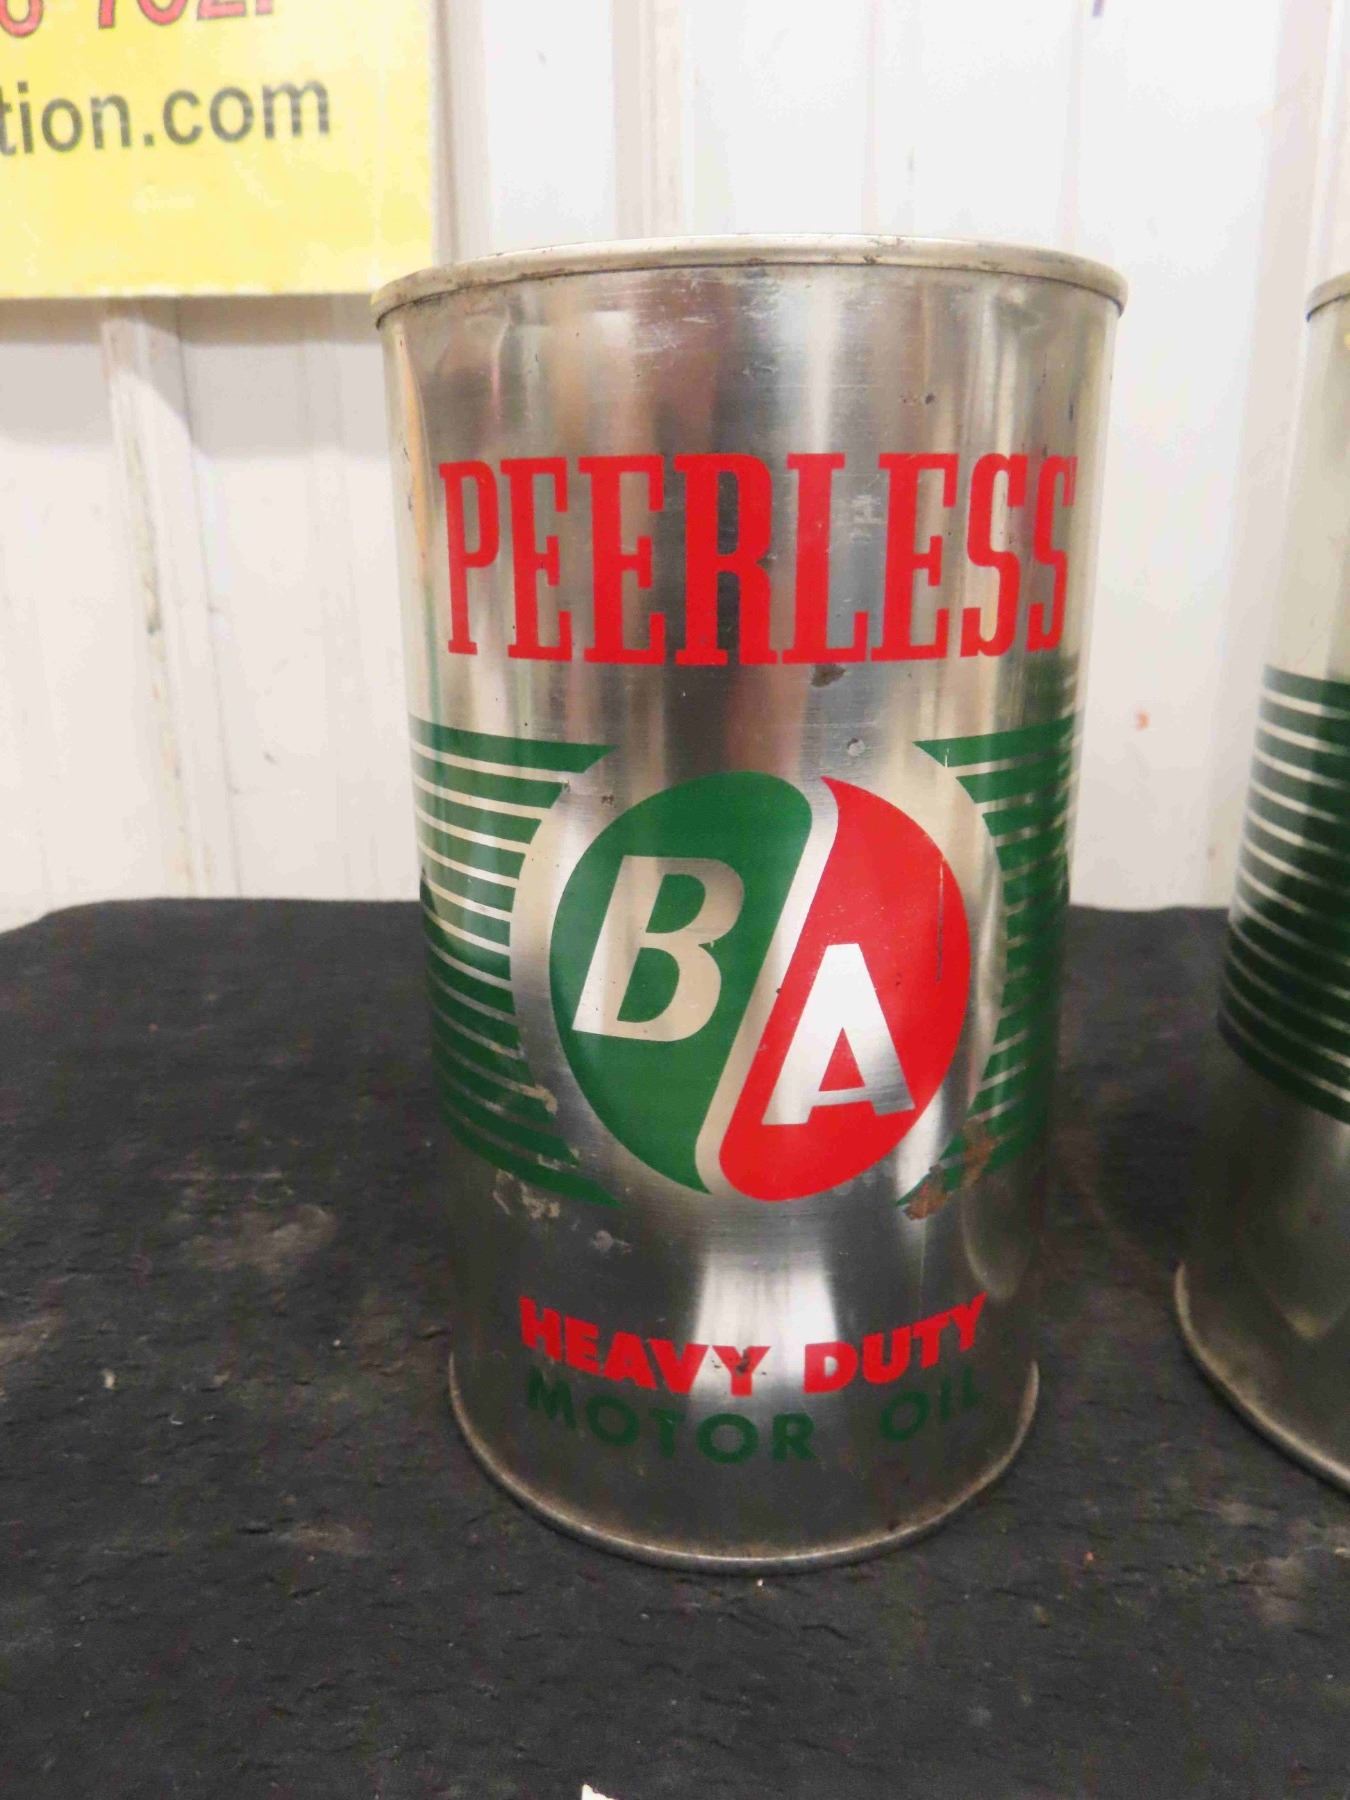 tion.com
PEERLESS
B
A
HEAVY DUTY
MOTOR OIL